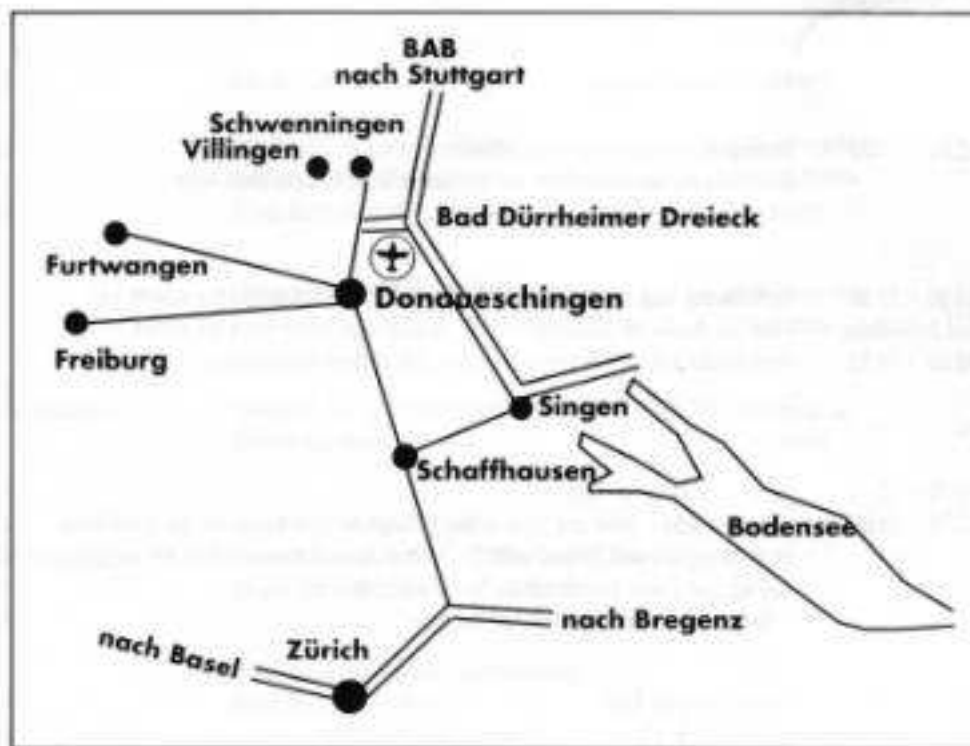 BAB
nach Stuttgart
Schwenningen
Villingen
Bad Dürrheimer Dreieck
Furtwangen
Donaueschingen
Freiburg
Singen
Schaffhausen
Bodensee
nach Bregenz
Zürich
nach Basel